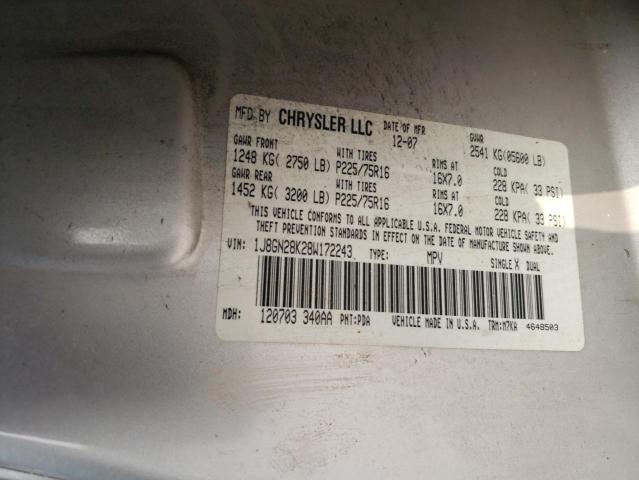 MFD BY CHRYSLER LLC DATE OF MFR 12-07 GVWR 2541 KG(05600 LB)
GAWR FRONT WITH TIRES RIMS AT COLD
1248 KG( 2750 LB) P225/75R16 16X7.0 228 KPA( 33 PSI)
GAWR REAR WITH TIRES RIMS AT COLD
1452 KG( 3200 LB) P225/75R16 16X7.0 228 KPA( 33 PSI)
THIS VEHICLE CONFORMS TO ALL APPLICABLE U.S.A. FEDERAL MOTOR VEHICLE SAFETY AND
THEFT PREVENTION STANDARDS IN EFFECT ON THE DATE OF MANUFACTURE SHOWN ABOVE.
VIN: 1J8GN28K28W172243 TYPE: MPV SINGLE X DUAL
MDH: 120703 340AA PNT:PDA VEHICLE MADE IN U.S.A. TRM:M7KA 4648503